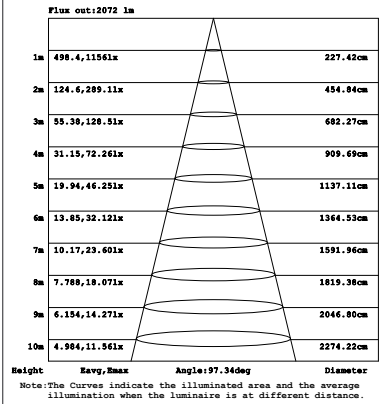 Flux out:2072 lm
1m 498.4,1156lx 227.42cm
2m 124.6,289.1lx 454.84cm
3m 55.38,128.5lx 682.27cm
4m 31.15,72.26lx 909.69cm
5m 19.94,46.25lx 1137.11cm
6m 13.85,32.12lx 1364.53cm
7m 10.17,23.60lx 1591.96cm
8m 7.788,18.07lx 1819.38cm
9m 6.154,14.27lx 2046.80cm
10m 4.984,11.56lx 2274.22cm
Height Eavg,Emax Angle:97.34deg Diameter
Note:The Curves indicate the illuminated area and the average
illumination when the luminaire is at different distance.